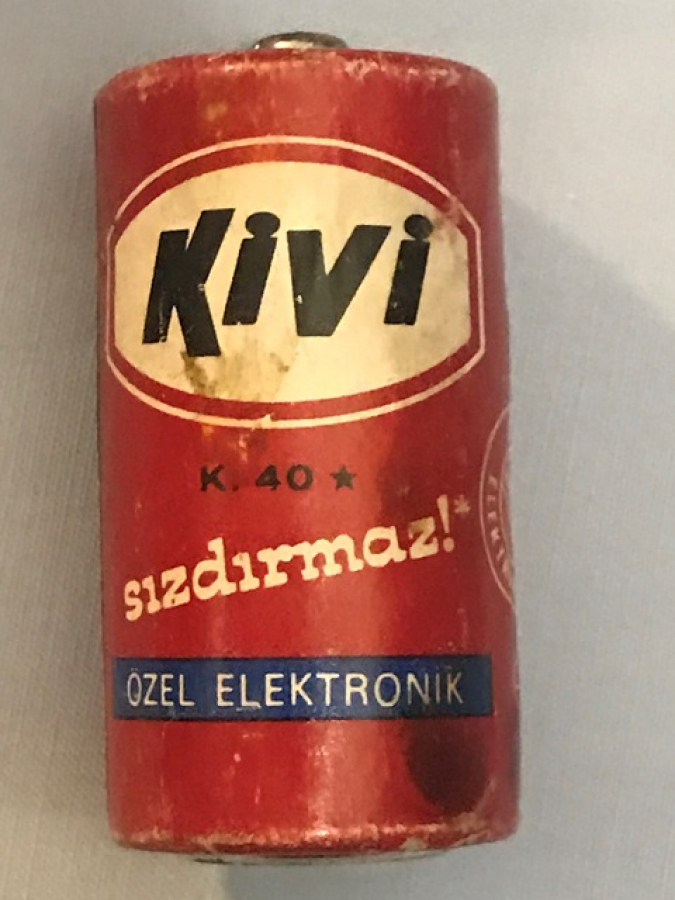 Kivi
K. 40 ★
sızdırmaz!*
ÖZEL ELEKTRONİK